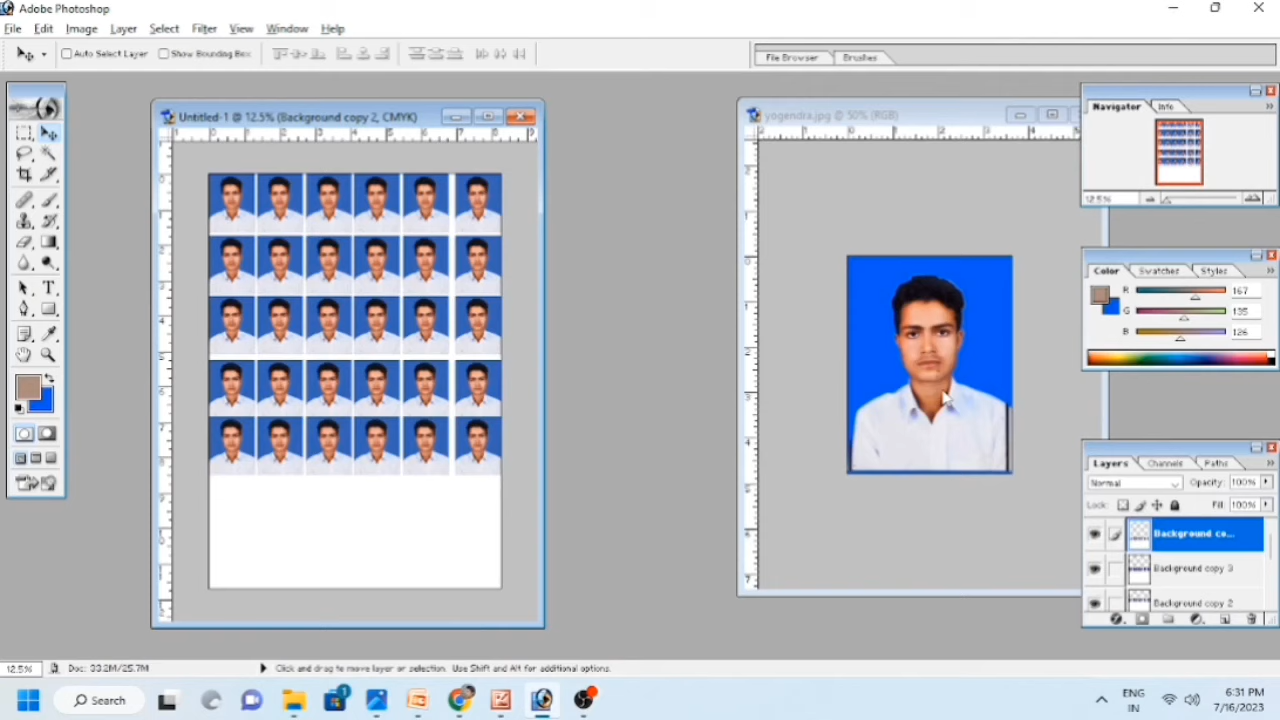 Adobe Photoshop
File Edit Image Layer Select Filter View Window Help
Auto Select Layer Show Bounding Box
File Browser Brushes
Untitled-1 @ 12.5% (Background copy 2, CMYK)
yogendra.jpg @ 50% (RGB)
Navigator Info
12.5%
Color Swatches Styles
R 167
G 135
B 126
Layers Channels Paths
Normal Opacity: 100%
Lock: Fill: 100%
Background co...
Background copy 3
Background copy 2
12.5% Doc: 33.2M/25.7M Click and drag to move layer or selection. Use Shift and Alt for additional options.
Search
ENG
IN
6:31 PM
7/16/2023